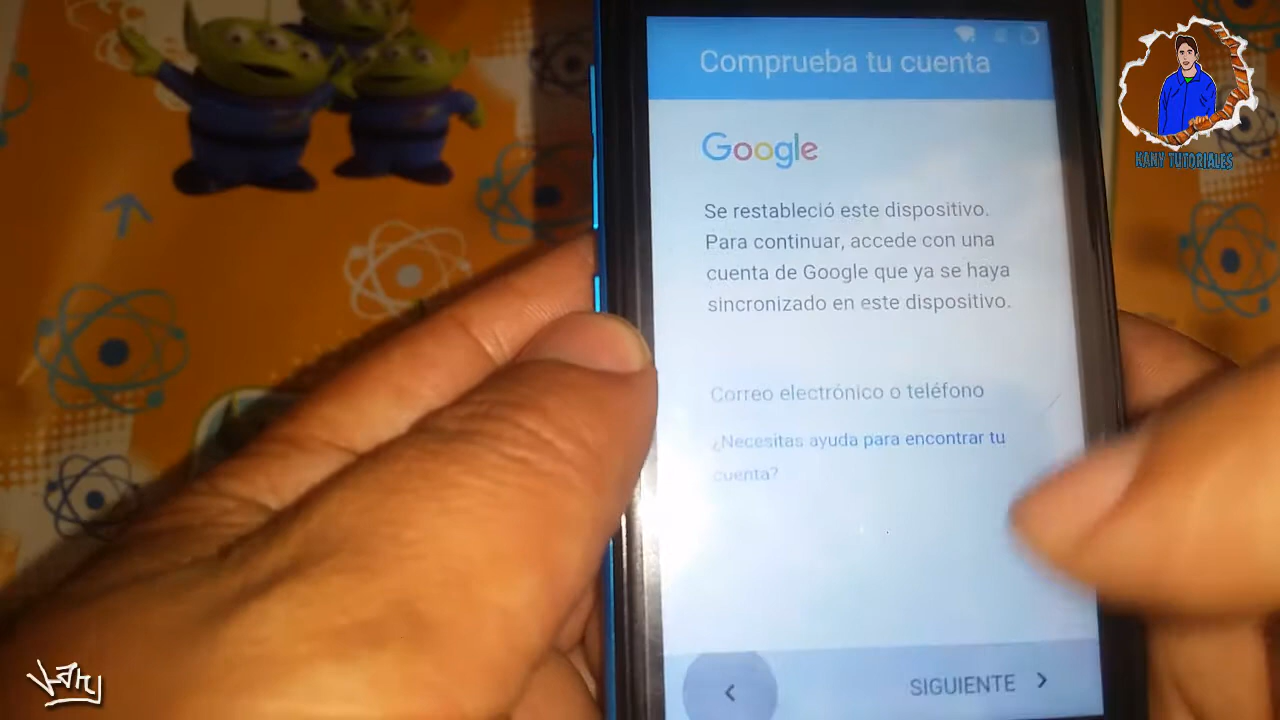 Comprueba tu cuenta
Google
Se restableció este dispositivo.
Para continuar, accede con una
cuenta de Google que ya se haya
sincronizado en este dispositivo.
Correo electrónico o teléfono
¿Necesitas ayuda para encontrar tu
cuenta?
SIGUIENTE
KANY TUTORIALES
Kany